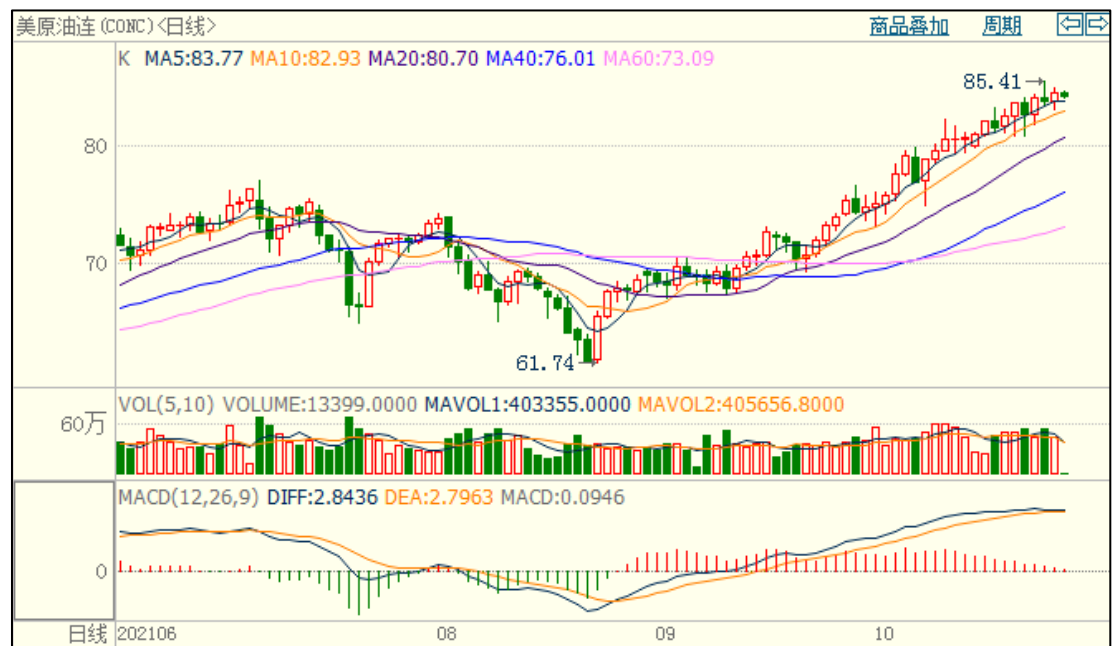 美原油连(CONC)<日线> 商品叠加 周期
K MA5:83.77 MA10:82.93 MA20:80.70 MA40:76.01 MA60:73.09
85.41
80
70
61.74
VOL(5,10) VOLUME:13399.0000 MAVOL1:403355.0000 MAVOL2:405656.8000
60万
MACD(12,26,9) DIFF:2.8436 DEA:2.7963 MACD:0.0946
0
日线 202106 08 09 10